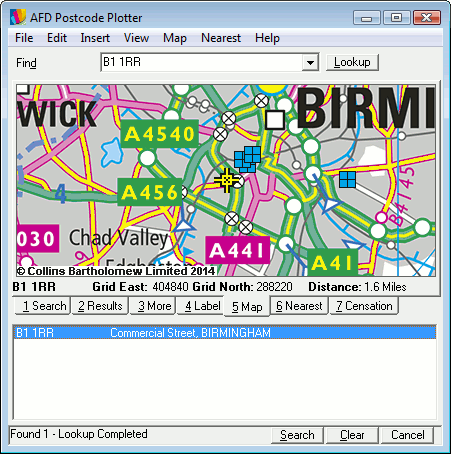 AFD Postcode Plotter
File Edit Insert View Map Nearest Help
Find B1 1RR Lookup
WICK
BIRMI
A4540
A456
4
B4145
030
Chad Valley
A441
A41
© Collins Bartholomew Limited 2014
B1 1RR Grid East: 404840 Grid North: 288220 Distance: 1.6 Miles
1 Search 2 Results 3 More 4 Label 5 Map 6 Nearest 7 Censation
B1 1RR Commercial Street, BIRMINGHAM
Found 1 - Lookup Completed Search Clear Cancel